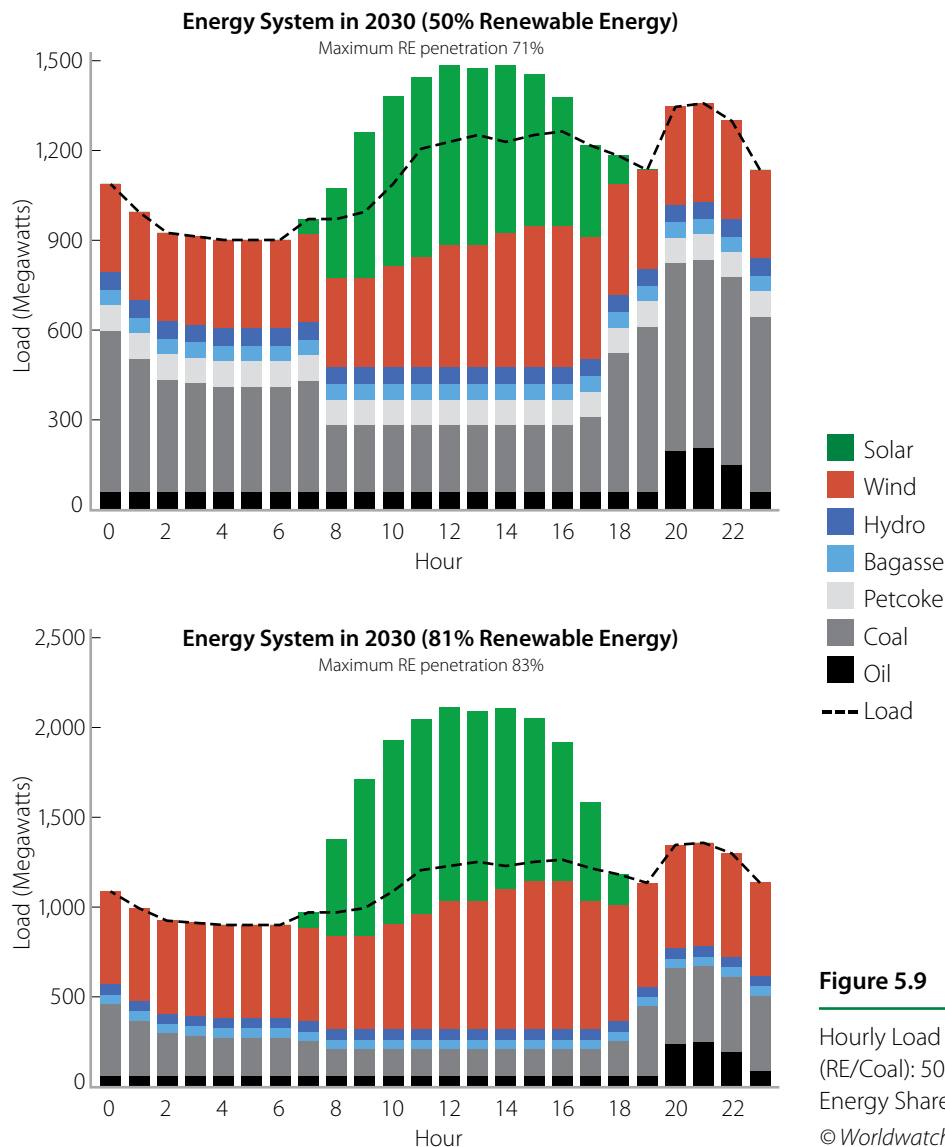 Energy System in 2030 (50% Renewable Energy)
Maximum RE penetration 71%
1,500
1,200
900
600
300
0
Load (Megawatts)
0 2 4 6 8 10 12 14 16 18 20 22
Hour
Solar
Wind
Hydro
Bagasse
Petcoke
Coal
Oil
Load
Energy System in 2030 (81% Renewable Energy)
Maximum RE penetration 83%
2,500
2,000
1,500
1,000
500
0
Load (Megawatts)
0 2 4 6 8 10 12 14 16 18 20 22
Hour
Figure 5.9
Hourly Load
(RE/Coal): 50
Energy Share
© Worldwatch